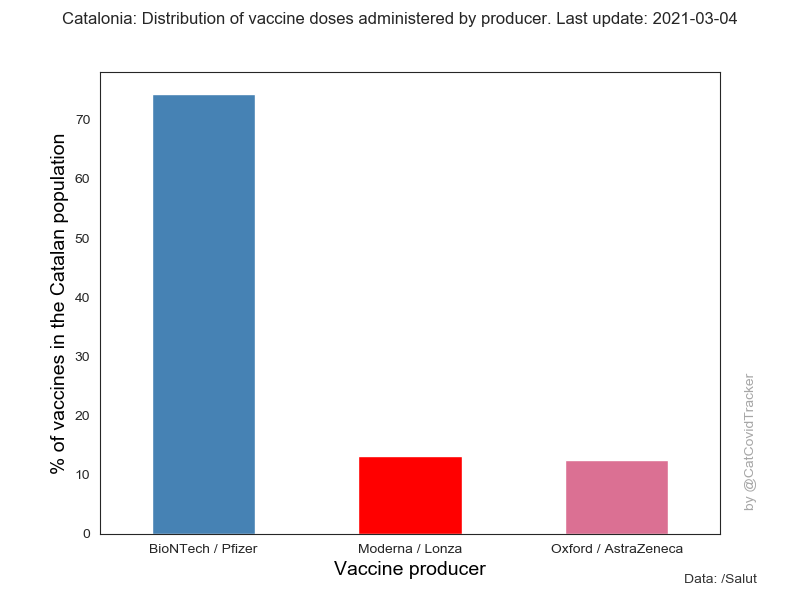 Catalonia: Distribution of vaccine doses administered by producer. Last update: 2021-03-04
% of vaccines in the Catalan population
70
60
50
40
30
20
10
0
BioNTech / Pfizer
Moderna / Lonza
Oxford / AstraZeneca
Vaccine producer
by @CatCovidTracker
Data: /Salut